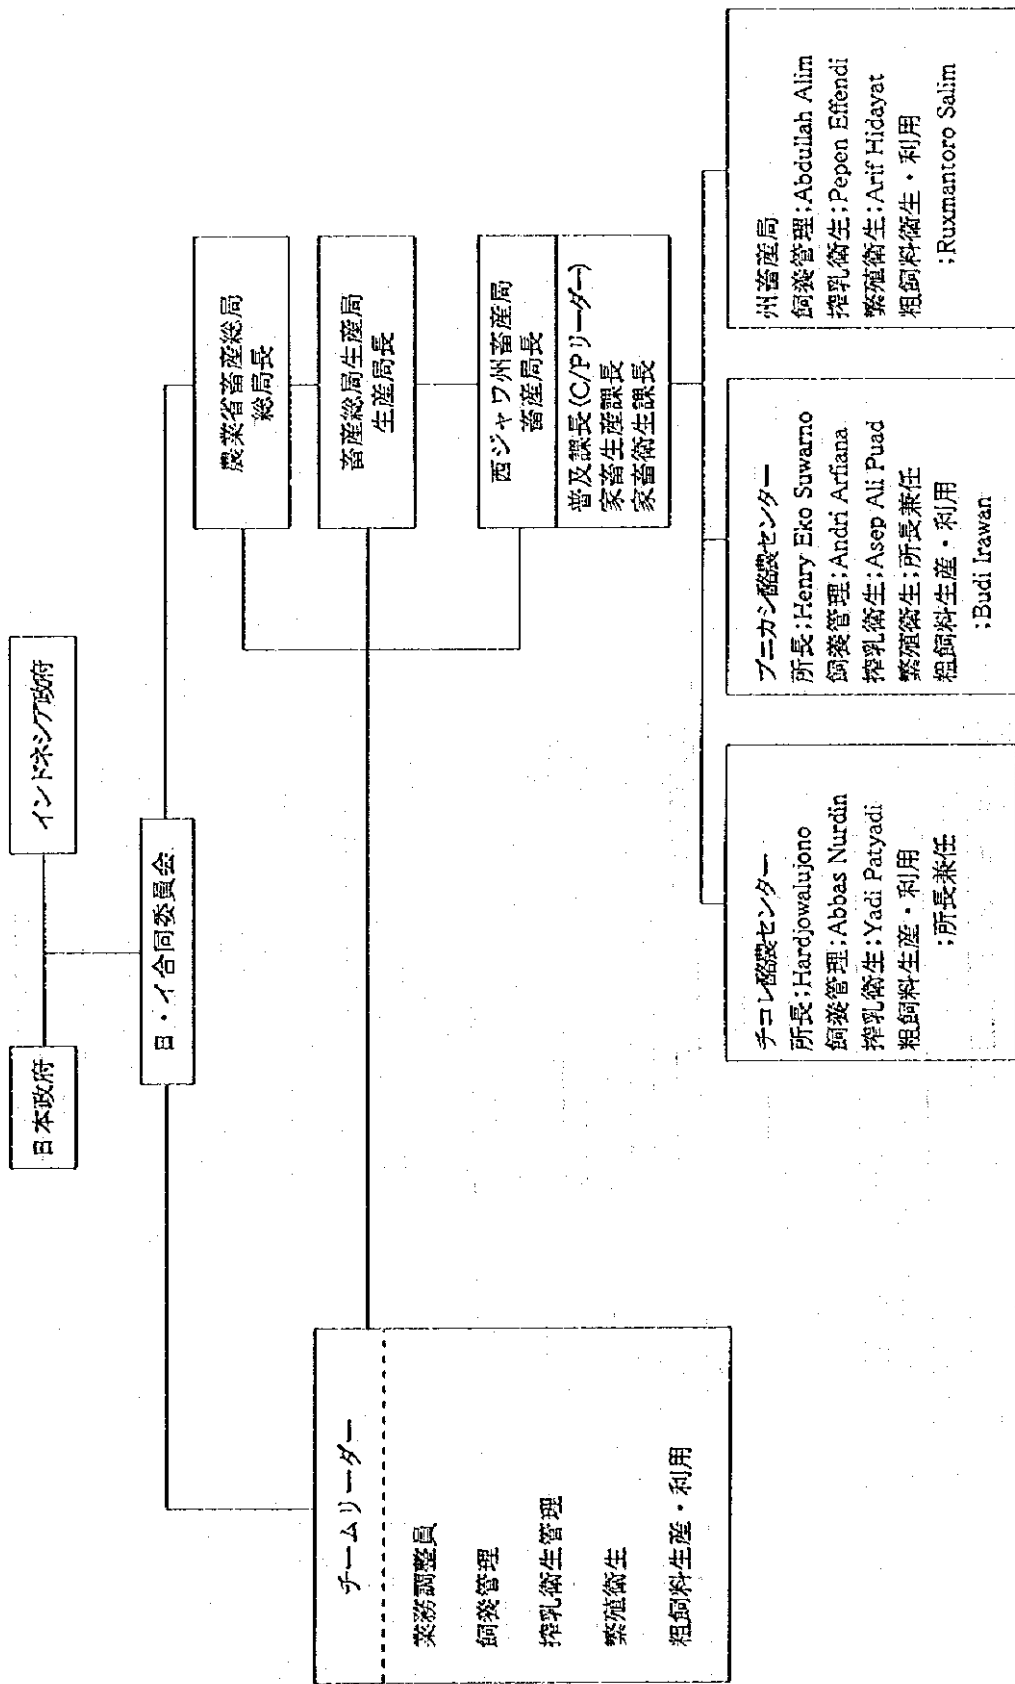 日本政府
インドネシア政府
日・イ合同委員会
チームリーダー
業務調整員
飼養管理
搾乳衛生管理
繁殖衛生
粗飼料生産・利用
農業省畜産総局
総局長
畜産総局生産局
生産局長
西ジャワ州畜産局
畜産局長
普及課長(C/Pリーダー)
家畜生産課長
家畜衛生課長
チコレ酪農センター
所長;Hardjowalujono
飼養管理;Abbas Nurdin
搾乳衛生;Yadi Patyadi
粗飼料生産・利用
;所長兼任
ブニカシ酪農センター
所長;Henry Eko Suwarno
飼養管理;Andri Arfiana
搾乳衛生;Asep Ali Puad
繁殖衛生;所長兼任
粗飼料生産・利用
;Budi Irawan
州畜産局
飼養管理;Abdullah Alim
搾乳衛生;Pepen Effendi
繁殖衛生;Arif Hidayat
粗飼料衛生・利用
;Ruxmantoro Salim